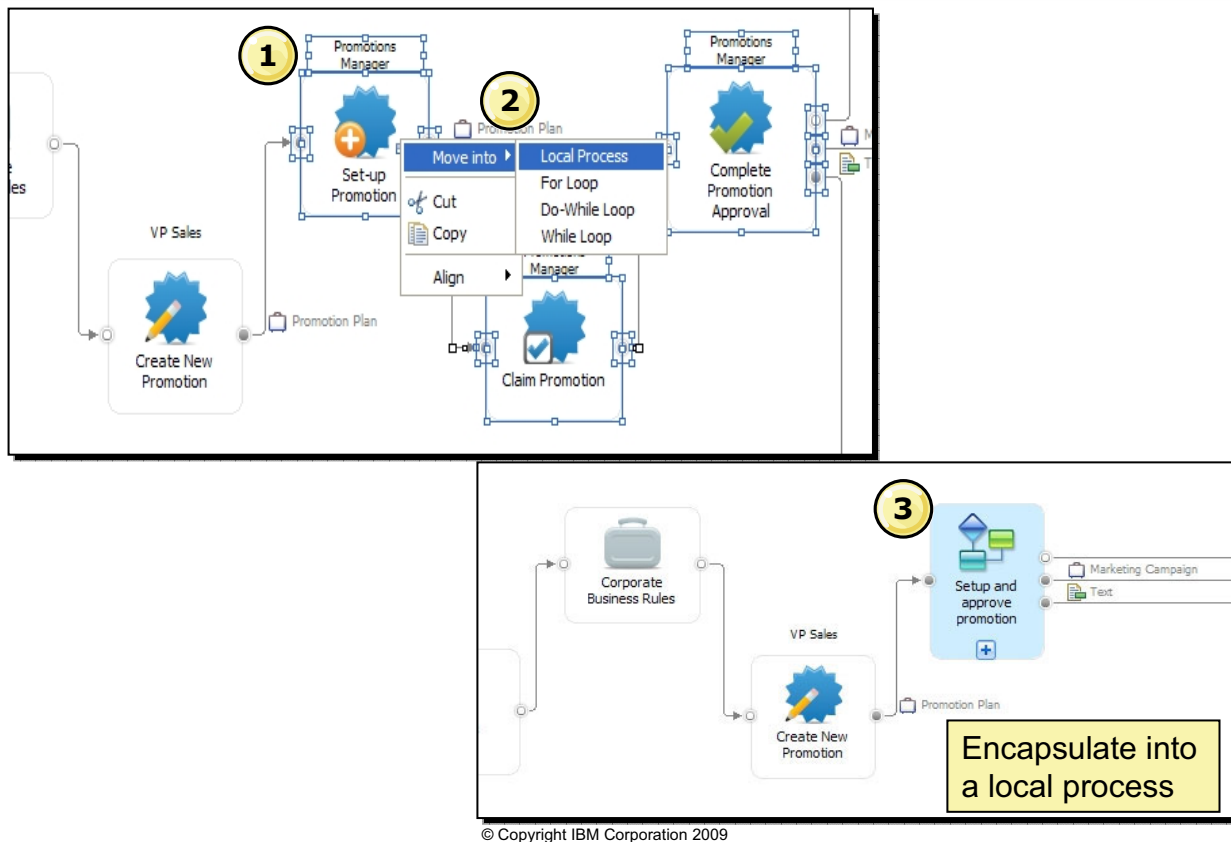 1
Promotions
Manager
Set-up
Promotion
2
Promotion Plan
Move into
Cut
Copy
Align
Local Process
For Loop
Do-While Loop
While Loop
Promotions
Manager
Complete
Promotion
Approval
M
T
les
VP Sales
Create New
Promotion
Promotion Plan
Manager
Claim Promotion
3
Corporate
Business Rules
VP Sales
Create New
Promotion
Promotion Plan
Setup and
approve
promotion
Marketing Campaign
Text
Encapsulate into
a local process
© Copyright IBM Corporation 2009